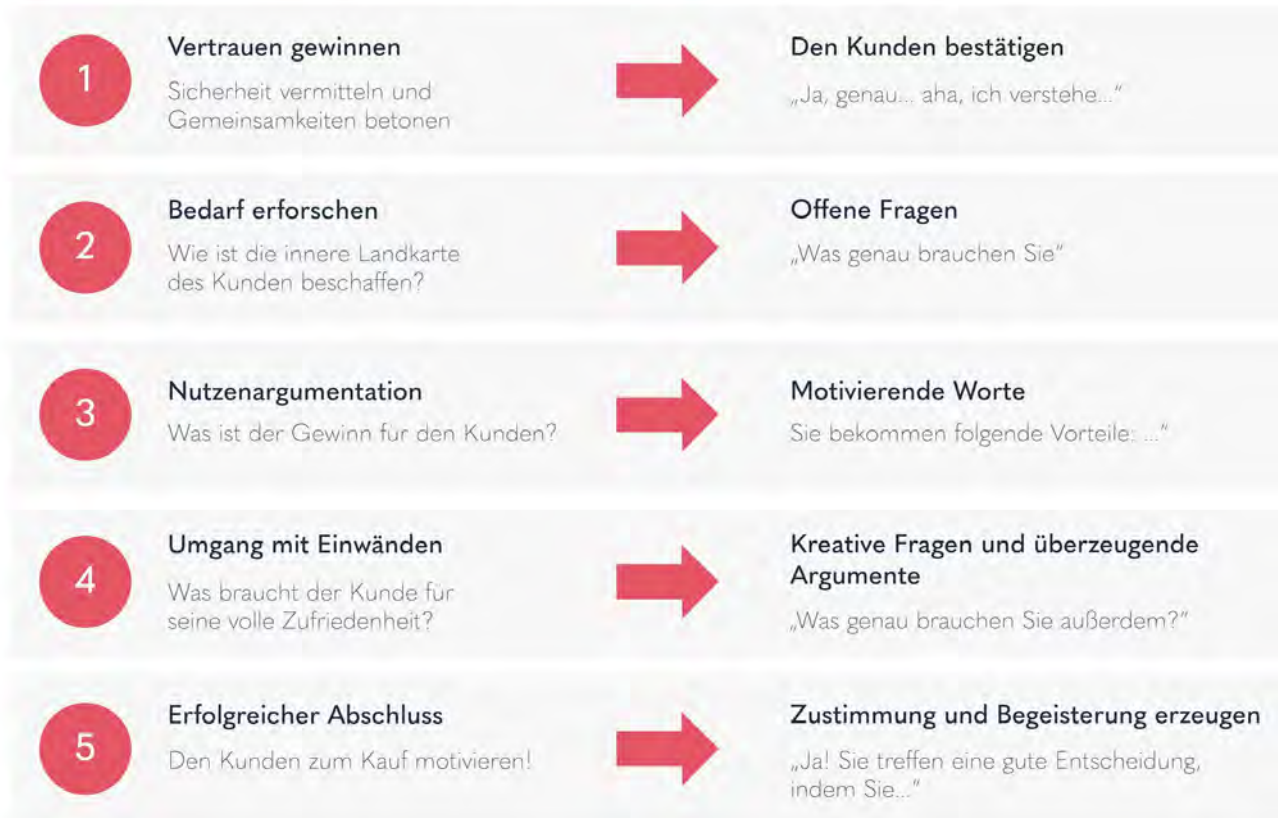 1
Vertrauen gewinnen
Sicherheit vermitteln und
Gemeinsamkeiten betonen
Den Kunden bestätigen
„Ja, genau... aha, ich verstehe...“
2
Bedarf erforschen
Wie ist die innere Landkarte
des Kunden beschaffen?
Offene Fragen
„Was genau brauchen Sie“
3
Nutzenargumentation
Was ist der Gewinn für den Kunden?
Motivierende Worte
Sie bekommen folgende Vorteile: ...“
4
Umgang mit Einwänden
Was braucht der Kunde für
seine volle Zufriedenheit?
Kreative Fragen und überzeugende
Argumente
„Was genau brauchen Sie außerdem?“
5
Erfolgreicher Abschluss
Den Kunden zum Kauf motivieren!
Zustimmung und Begeisterung erzeugen
„Ja! Sie treffen eine gute Entscheidung,
indem Sie...“